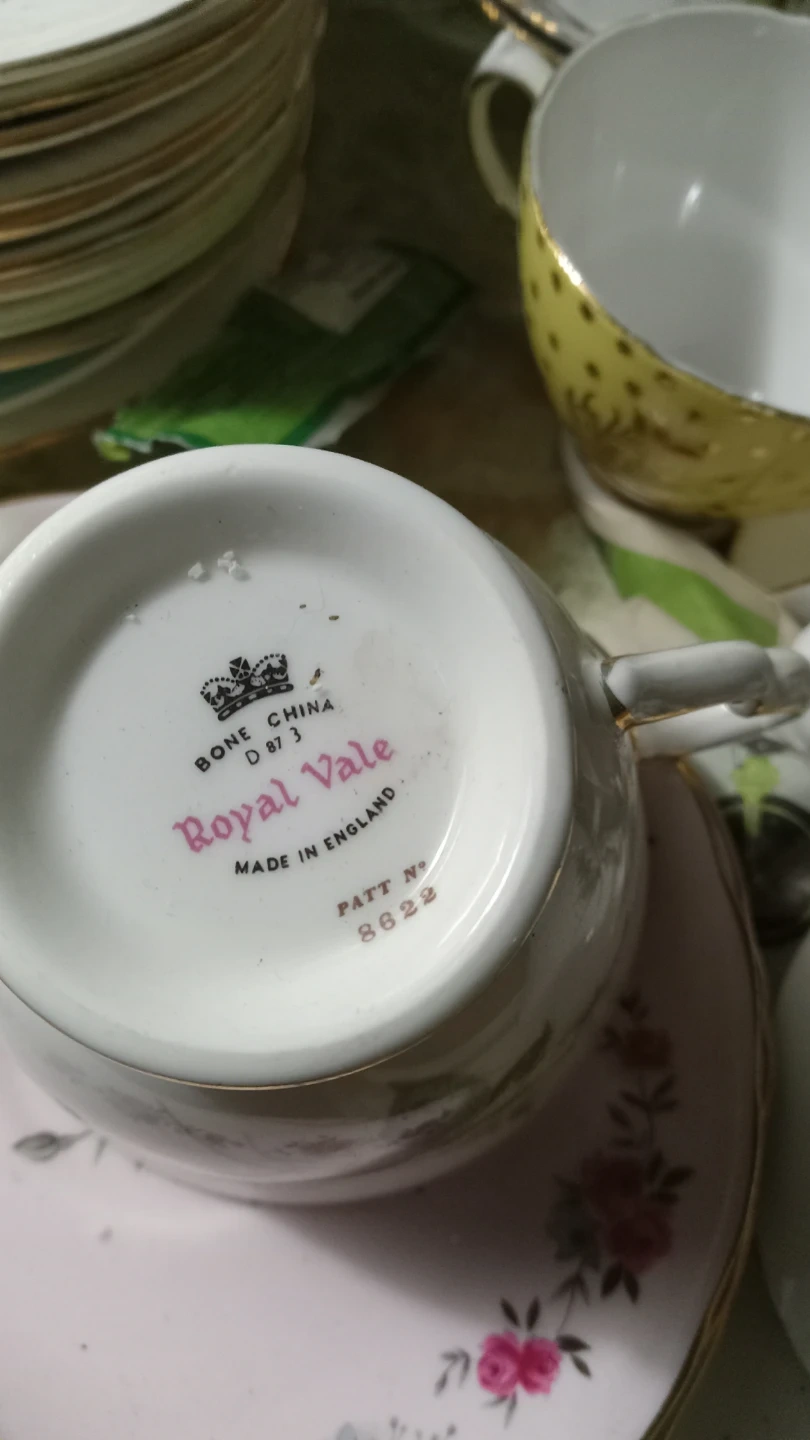 BONE CHINA
D 87 3
Royal Vale
MADE IN ENGLAND
PATT Nº
8622